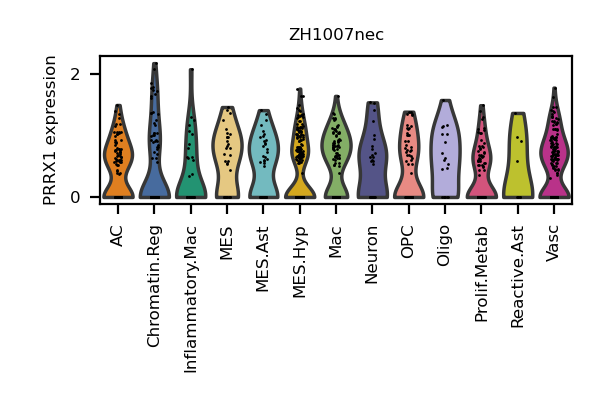 ZH1007nec
PRRX1 expression
2
0
AC
Chromatin.Reg
Inflammatory.Mac
MES
MES.Ast
MES.Hyp
Mac
Neuron
OPC
Oligo
Prolif.Metab
Reactive.Ast
Vasc